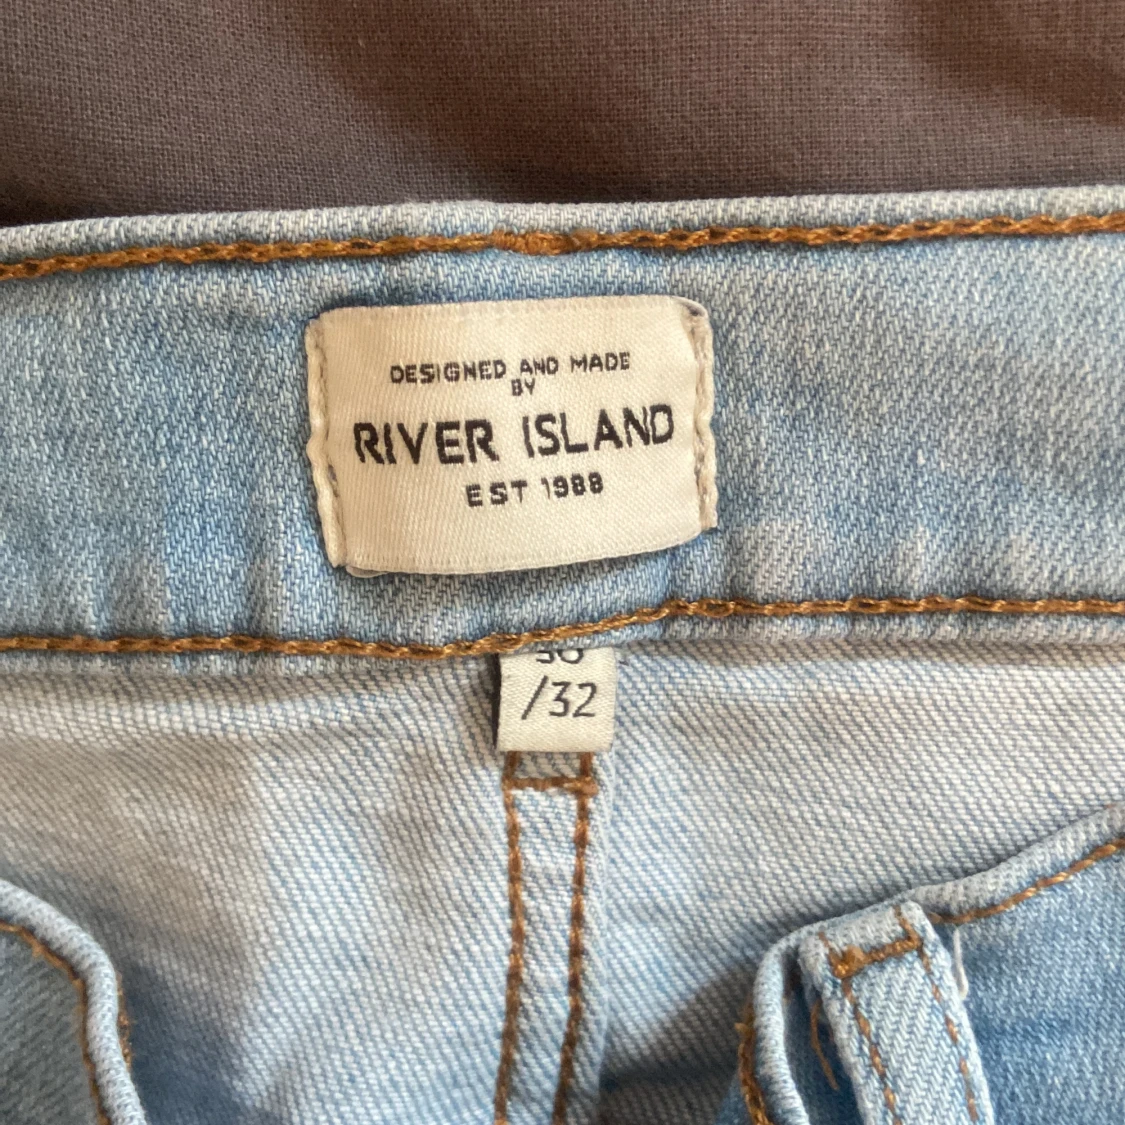 DESIGNED AND MADE
BY
RIVER ISLAND
EST 1988
/32